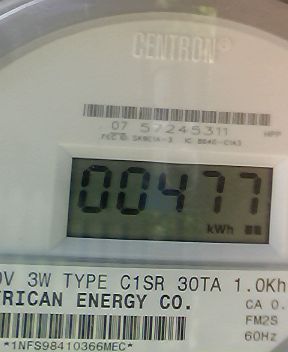 CENTRON®
07 57245311
HPP
00477
kWh
0V 3W TYPE C1SR 30TA 1.0Kh
RICAN ENERGY CO.
CA 0.
FM2S
60Hz
*1NFS98410366MEC*